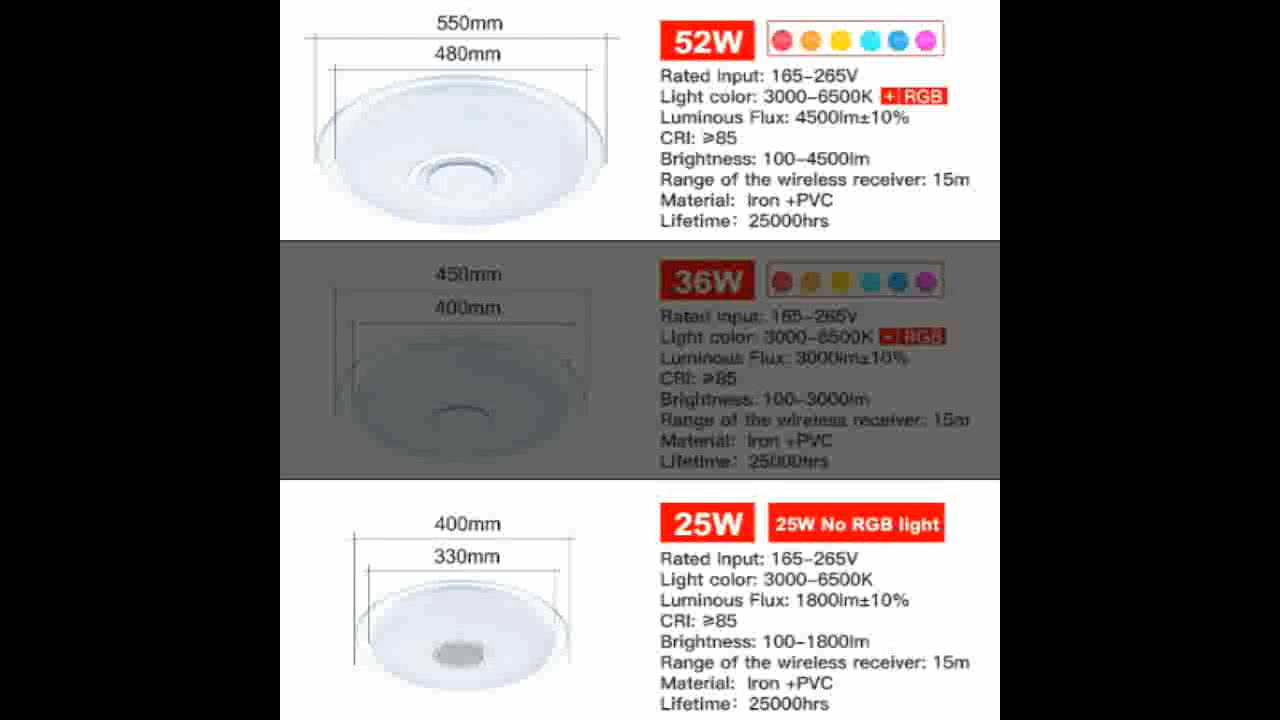 550mm
480mm
52W
Rated Input: 165-265V
Light color: 3000-6500K + RGB
Luminous Flux: 4500lm±10%
CRI: ≥85
Brightness: 100-4500lm
Range of the wireless receiver: 15m
Material: Iron +PVC
Lifetime: 25000hrs
450mm
400mm
36W
Rated Input: 165-265V
Light color: 3000-6500K + RGB
Luminous Flux: 3000lm±10%
CRI: ≥85
Brightness: 100-3000lm
Range of the wireless receiver: 15m
Material: Iron +PVC
Lifetime: 25000hrs
400mm
330mm
25W 25W No RGB light
Rated Input: 165-265V
Light color: 3000-6500K
Luminous Flux: 1800lm±10%
CRI: ≥85
Brightness: 100-1800lm
Range of the wireless receiver: 15m
Material: Iron +PVC
Lifetime: 25000hrs